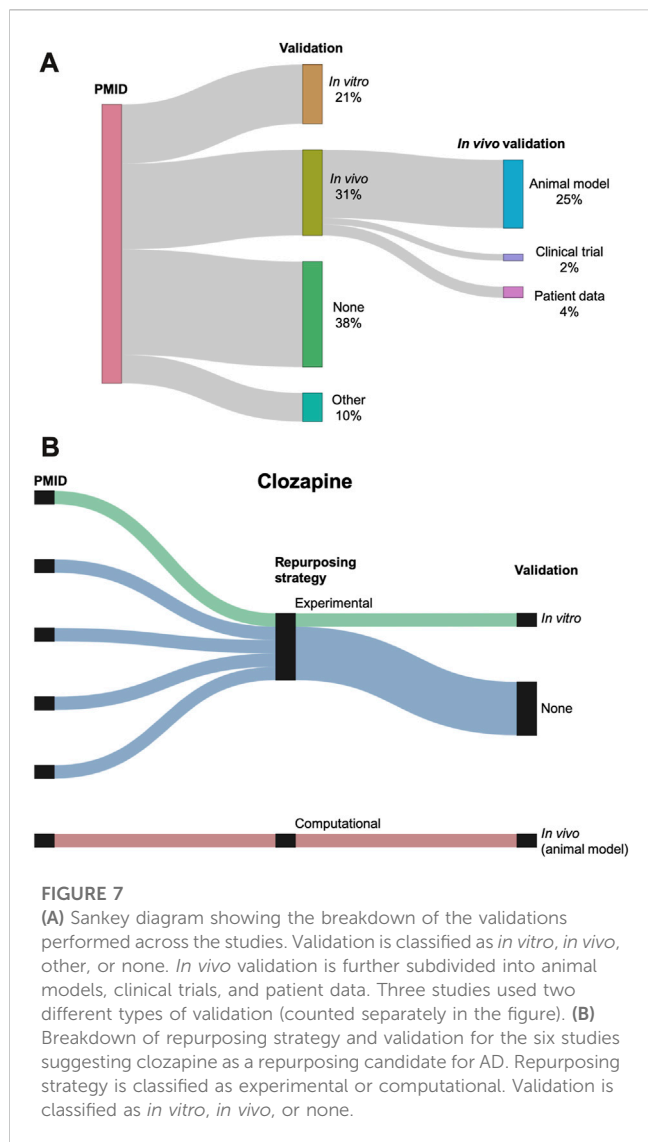 A
Validation
PMID
In vitro
21%
In vivo validation
In vivo
31%
Animal model
25%
Clinical trial
2%
None
38%
Patient data
4%
Other
10%
B
PMID
Clozapine
Repurposing
strategy
Validation
Experimental
In vitro
None
Computational
In vivo
(animal model)
FIGURE 7
(A) Sankey diagram showing the breakdown of the validations
performed across the studies. Validation is classified as in vitro, in vivo,
other, or none. In vivo validation is further subdivided into animal
models, clinical trials, and patient data. Three studies used two
different types of validation (counted separately in the figure). (B)
Breakdown of repurposing strategy and validation for the six studies
suggesting clozapine as a repurposing candidate for AD. Repurposing
strategy is classified as experimental or computational. Validation is
classified as in vitro, in vivo, or none.